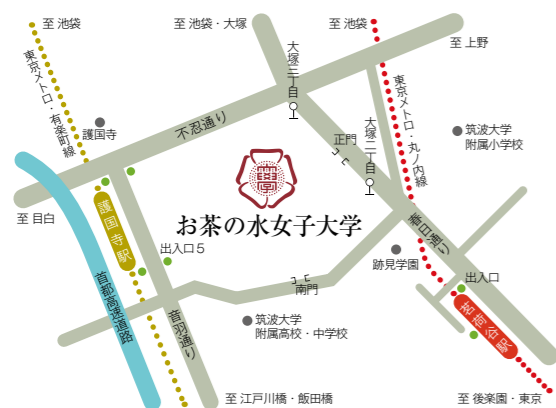 至 池袋
至 池袋・大塚
至 池袋
至 上野
東京メトロ・有楽町線
大塚三丁目
東京メトロ・丸ノ内線
護国寺
不忍通り
正門
大塚二丁目
筑波大学
附属小学校
お茶の水女子大学
至 目白
護国寺駅
出入口5
春日通り
跡見学園
首都高速道路
南門
出入口
音羽通り
筑波大学
附属高校・中学校
茗荷谷駅
至 江戸川橋・飯田橋
至 後楽園・東京